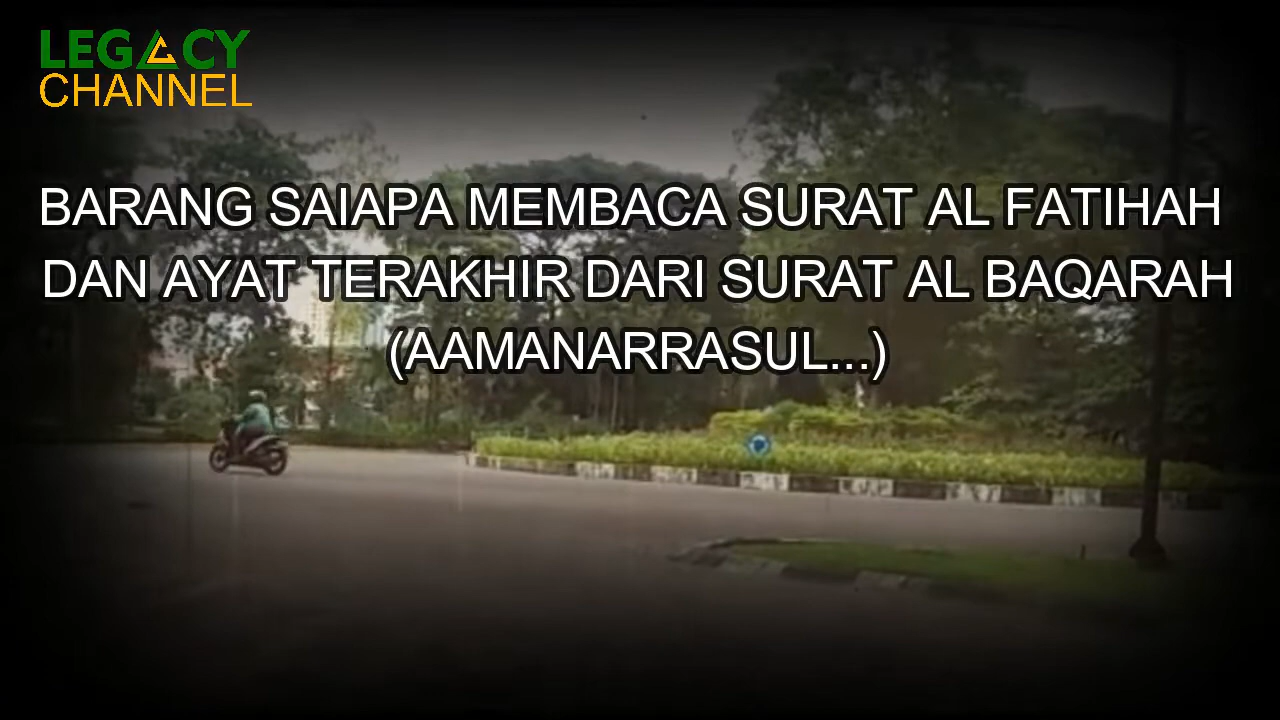 LEGACY
CHANNEL
BARANG SAIAPA MEMBACA SURAT AL FATIHAH
DAN AYAT TERAKHIR DARI SURAT AL BAQARAH
(AAMANARRASUL...)